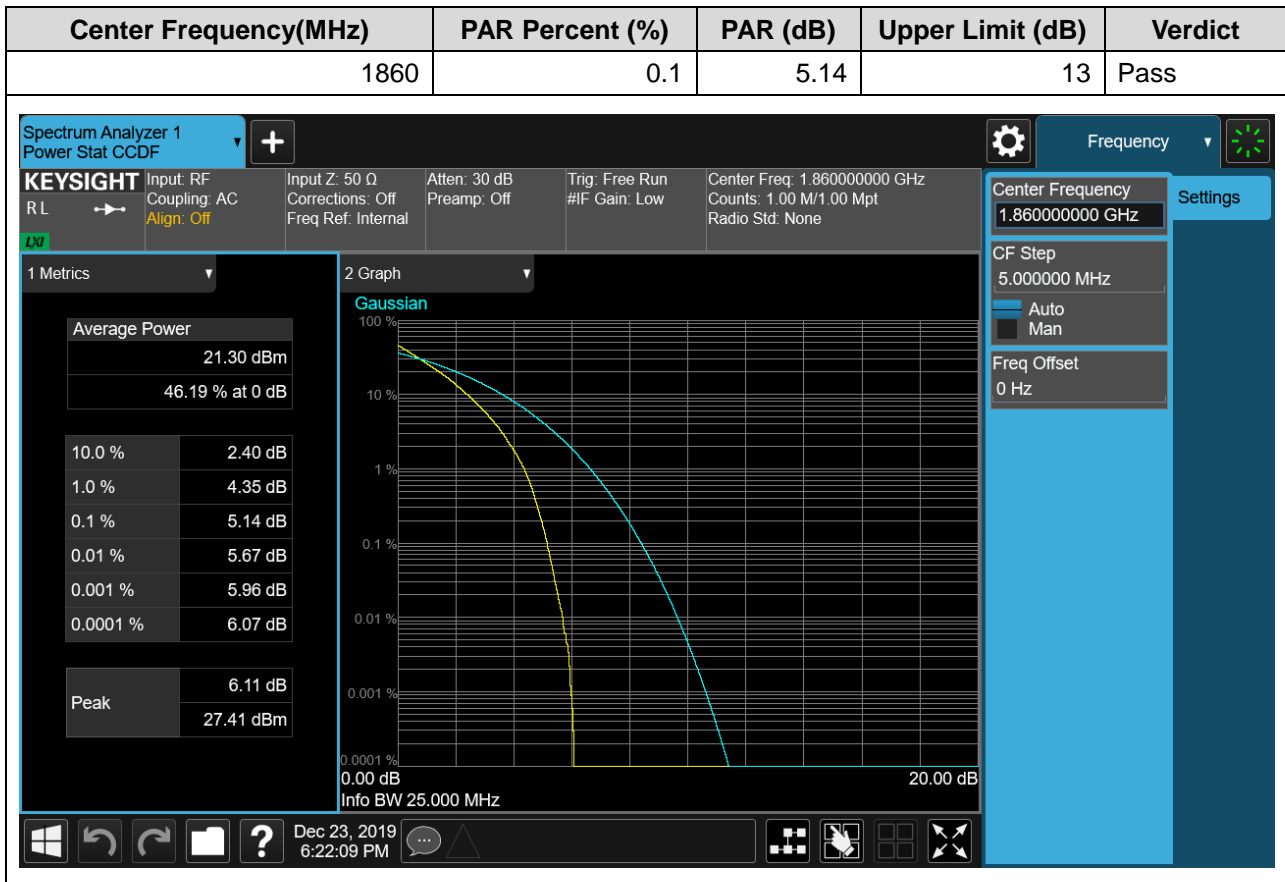 Center Frequency(MHz) PAR Percent (%) PAR (dB) Upper Limit (dB) Verdict
1860 0.1 5.14 13 Pass
Spectrum Analyzer 1
Power Stat CCDF
Frequency
KEYSIGHT
R L
LXI
Input: RF
Coupling: AC
Align: Off
Input Z: 50 Ω
Corrections: Off
Freq Ref: Internal
Atten: 30 dB
Preamp: Off
Trig: Free Run
#IF Gain: Low
Center Freq: 1.860000000 GHz
Counts: 1.00 M/1.00 Mpt
Radio Std: None
Center Frequency
1.860000000 GHz
Settings
CF Step
5.000000 MHz
Auto
Man
Freq Offset
0 Hz
1 Metrics
Average Power
21.30 dBm
46.19 % at 0 dB
10.0 % 2.40 dB
1.0 % 4.35 dB
0.1 % 5.14 dB
0.01 % 5.67 dB
0.001 % 5.96 dB
0.0001 % 6.07 dB
Peak
6.11 dB
27.41 dBm
2 Graph
Gaussian
100 %
10 %
1 %
0.1 %
0.01 %
0.001 %
0.0001 %
0.00 dB 20.00 dB
Info BW 25.000 MHz
?
Dec 23, 2019
6:22:09 PM